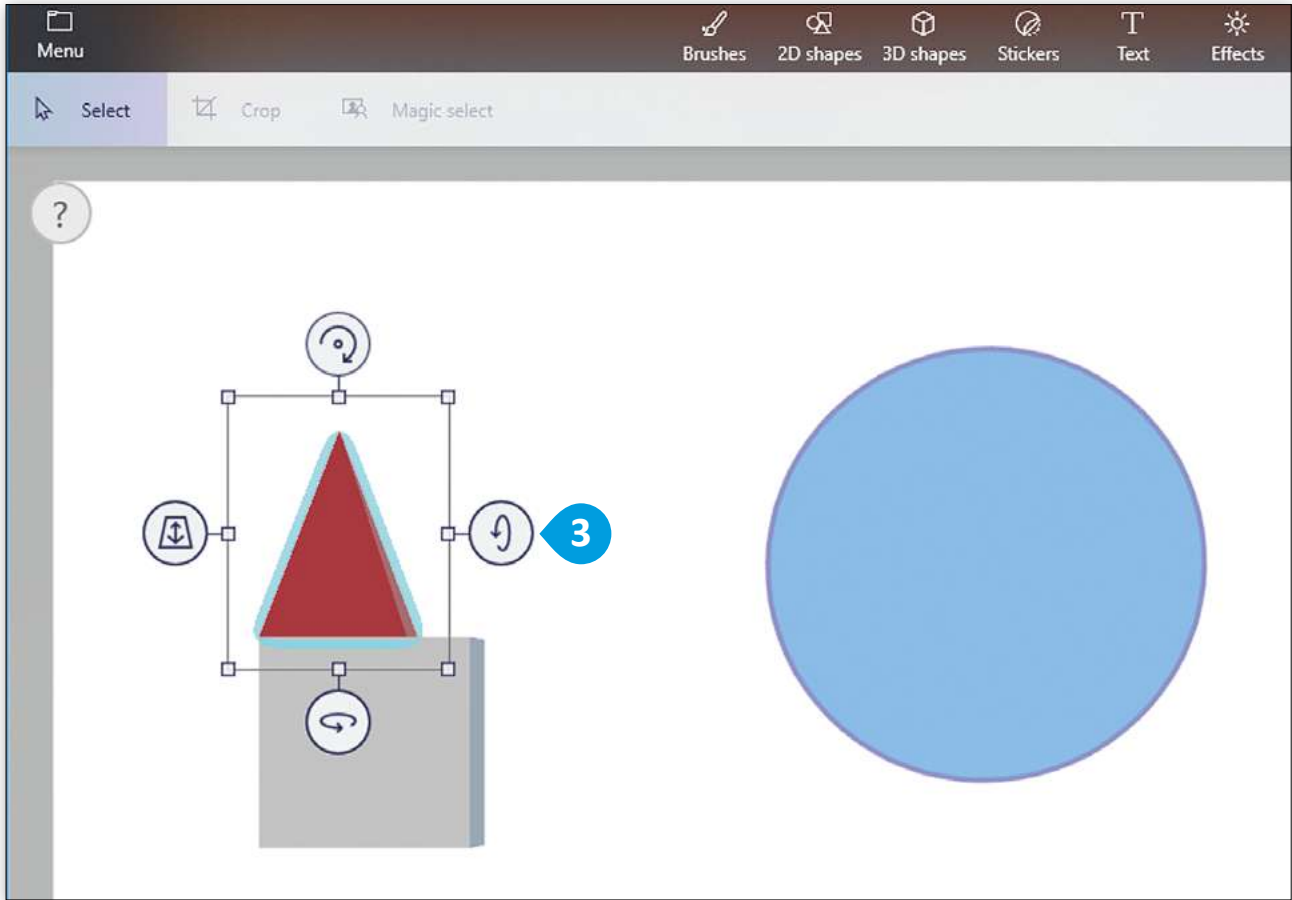 Menu
Brushes
2D shapes
3D shapes
Stickers
Text
Effects
Select
Crop
Magic select
?
3